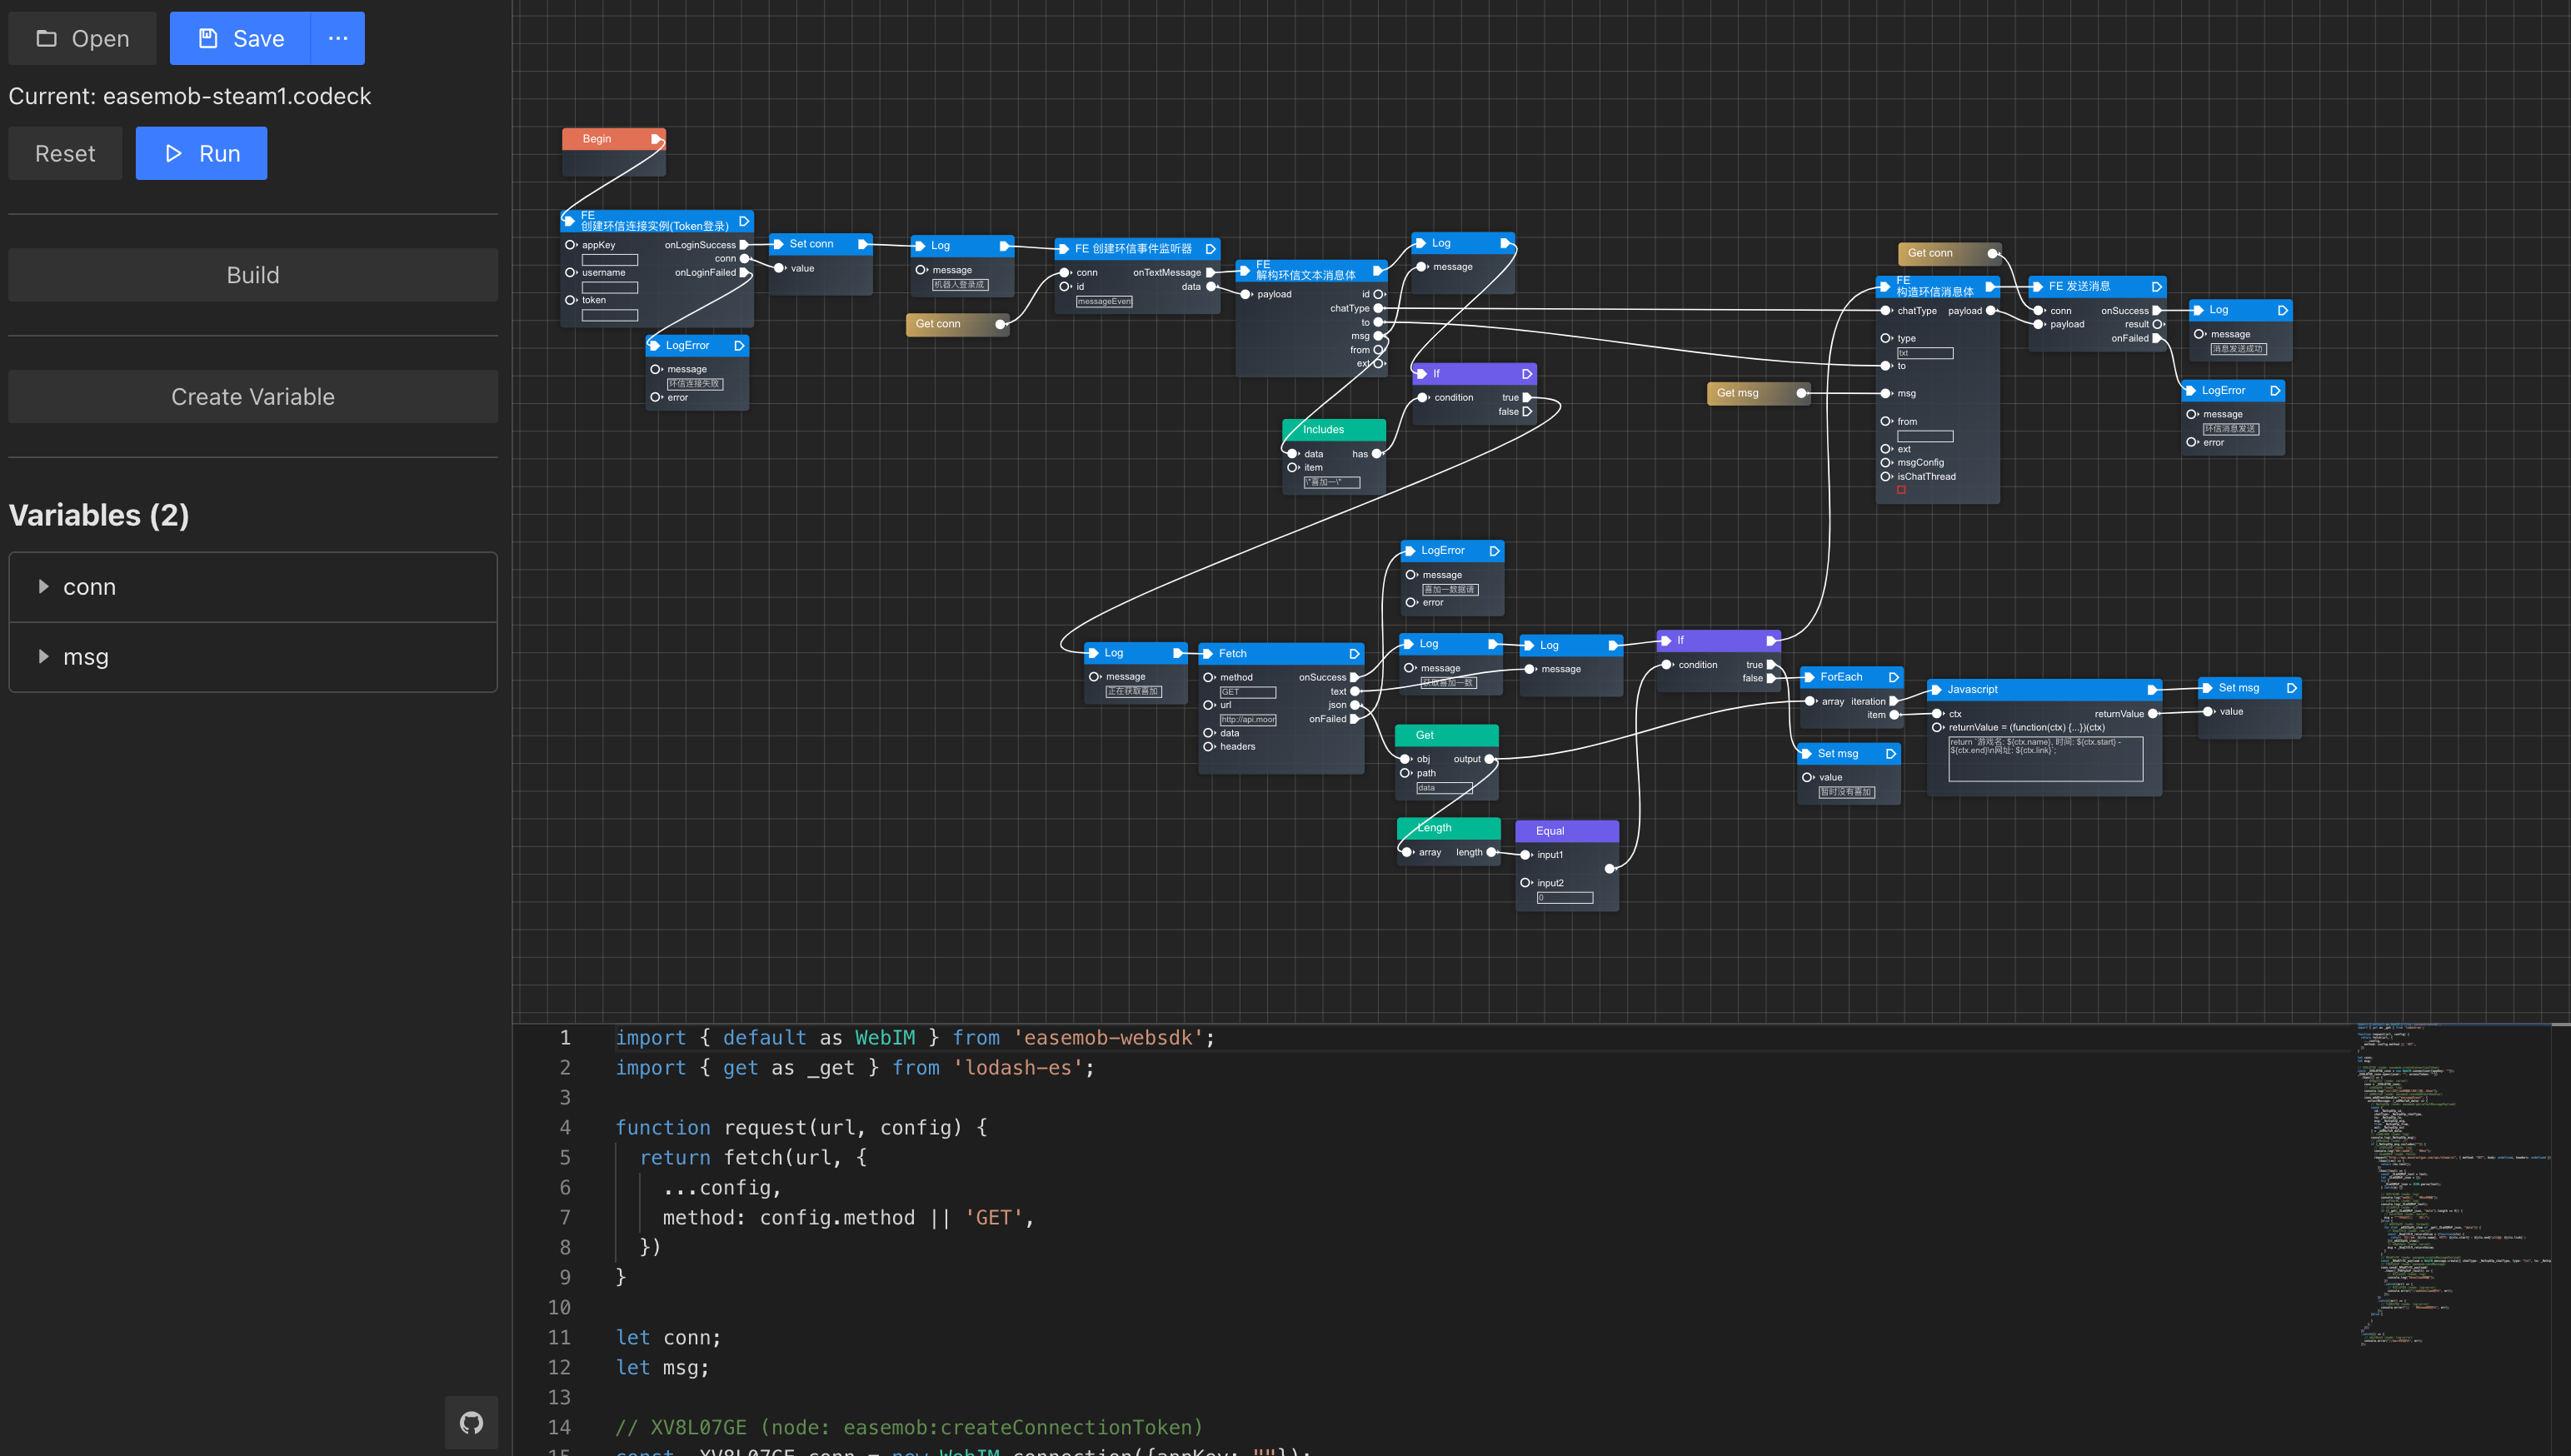 Open
Save
···
Current: easemob-steam1.codeck
Reset
Run
Build
Create Variable
Variables (2)
conn
msg
Begin
FE
创建环信连接实例(Token登录)
appKey
onLoginSuccess
conn
username
onLoginFailed
token
Set conn
value
Log
message
机器人登录成
Get conn
LogError
message
环信连接失败
error
FE 创建环信事件监听器
conn
onTextMessage
id
data
messageEven
FE
解构环信文本消息体
payload
id
chatType
to
msg
from
ext
Log
message
If
condition
true
false
Includes
data
has
item
\"喜加一\"
Get conn
Get msg
FE
构造环信消息体
chatType
payload
type
txt
to
msg
from
ext
msgConfig
isChatThread
FE 发送消息
conn
onSuccess
payload
result
onFailed
Log
message
消息发送成功
LogError
message
环信消息发送
error
LogError
message
喜加一数据请
error
Log
message
正在获取喜加
Fetch
method
onSuccess
GET
text
url
json
http://api.moor
onFailed
data
headers
Log
message
获取喜加一数
Log
message
If
condition
true
false
Get
obj
output
path
data
Length
array
length
Equal
input1
input2
0
ForEach
array
iteration
item
Set msg
value
暂时没有喜加
Javascript
ctx
returnValue
returnValue = (function(ctx) {...})(ctx)
return `游戏名: ${ctx.name}, 时间: ${ctx.start} -
${ctx.end}\n网址: ${ctx.link}`;
Set msg
value
1 import { default as WebIM } from 'easemob-websdk';
2 import { get as _get } from 'lodash-es';
3
4 function request(url, config) {
5 return fetch(url, {
6 ...config,
7 method: config.method || 'GET',
8 })
9 }
10
11 let conn;
12 let msg;
13
14 // XV8L07GE (node: easemob:createConnectionToken)
15 const _XV8L07GE_conn = new WebIM.connection({appKey: ""});